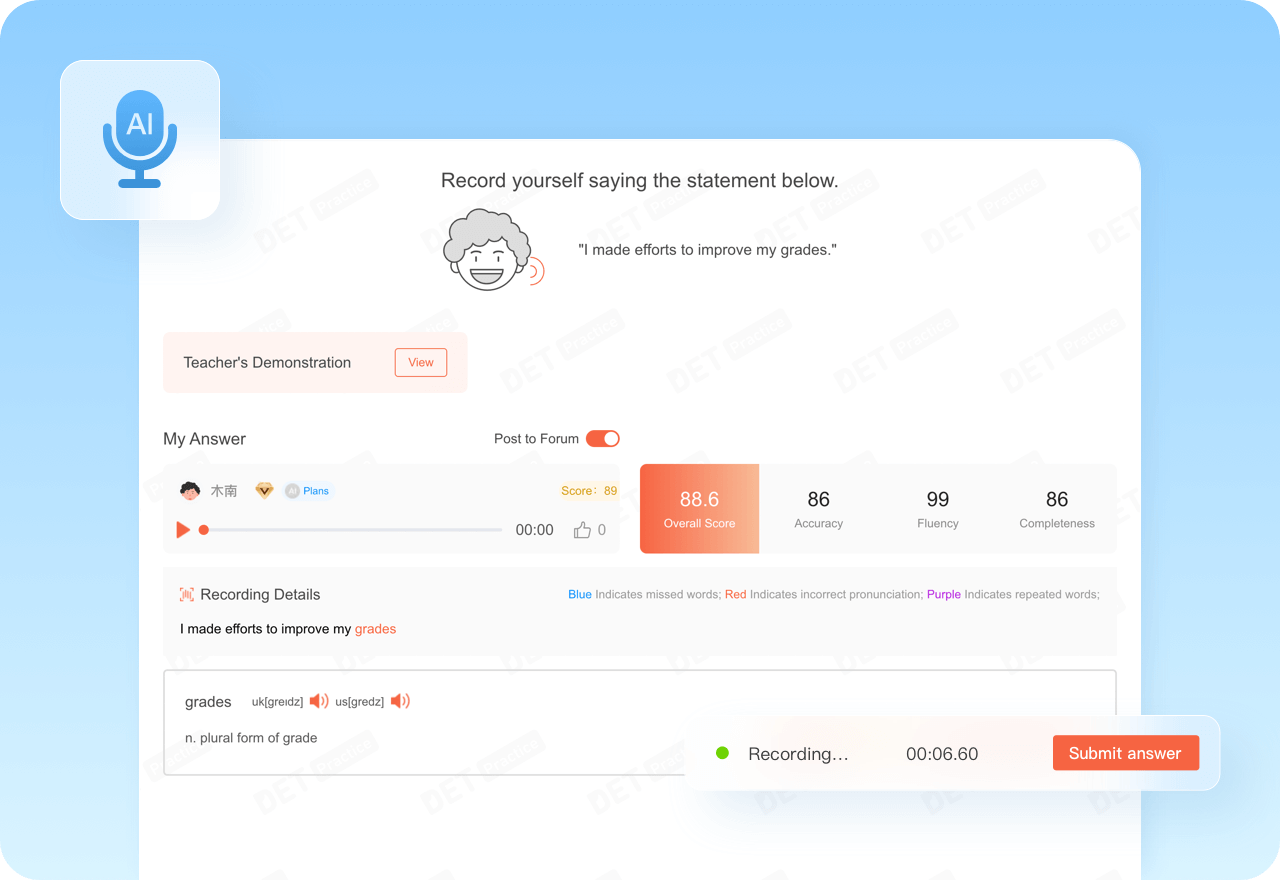 AI
Record yourself saying the statement below.
"I made efforts to improve my grades."
Teacher's Demonstration View
My Answer Post to Forum
木南 AI Plans Score: 89
00:00 0
88.6 86 99 86
Overall Score Accuracy Fluency Completeness
Recording Details Blue Indicates missed words; Red Indicates incorrect pronunciation; Purple Indicates repeated words;
I made efforts to improve my grades
grades uk[greɪdz] us[gredz]
n. plural form of grade
Recording... 00:06.60 Submit answer
DET Practice